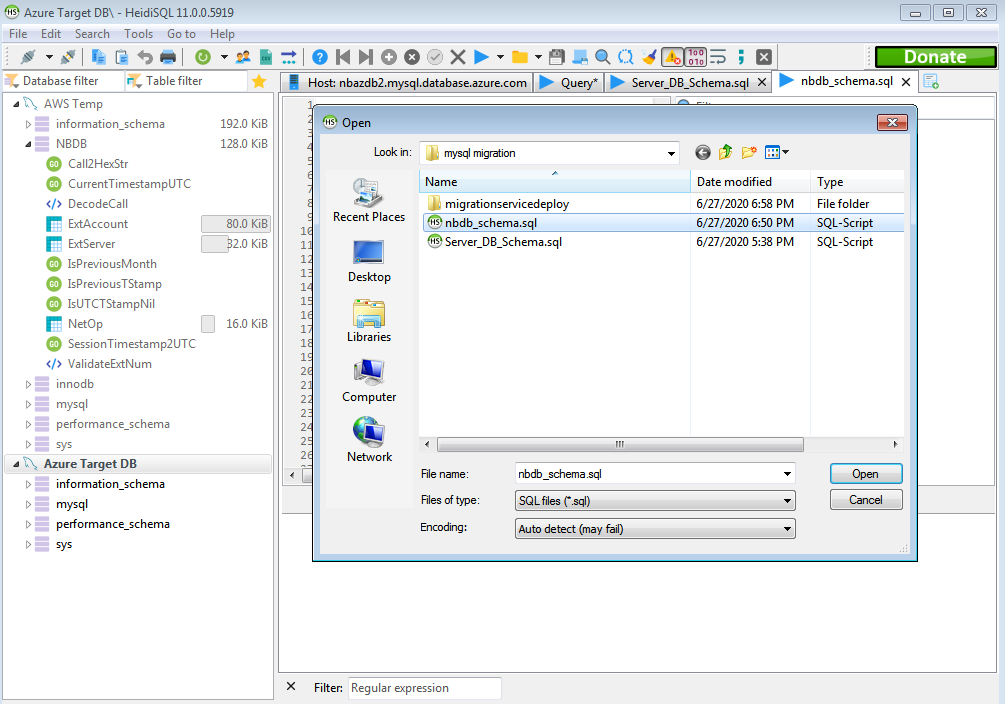 Azure Target DB\ - HeidiSQL 11.0.0.5919
File Edit Search Tools Go to Help
Donate
Database filter Table filter
Host: nbazdb2.mysql.database.azure.com Query* Server_DB_Schema.sql nbdb_schema.sql
AWS Temp
information_schema 192.0 KiB
NBDB 128.0 KiB
Call2HexStr
CurrentTimestampUTC
DecodeCall
ExtAccount 80.0 KiB
ExtServer 32.0 KiB
IsPreviousMonth
IsPreviousTStamp
IsUTCTStampNil
NetOp 16.0 KiB
SessionTimestamp2UTC
ValidateExtNum
innodb
mysql
performance_schema
sys
Azure Target DB
information_schema
mysql
performance_schema
sys
1
10
11
12
13
14
15
16
17
18
19
20
21
22
23
24
25
26
Open
Look in: mysql migration
Name Date modified Type
migrationservicedeploy 6/27/2020 6:58 PM File folder
nbdb_schema.sql 6/27/2020 6:50 PM SQL-Script
Server_DB_Schema.sql 6/27/2020 5:38 PM SQL-Script
Recent Places
Desktop
Libraries
Computer
Network
File name: nbdb_schema.sql Open
Files of type: SQL files (*.sql) Cancel
Encoding: Auto detect (may fail)
Filter: Regular expression